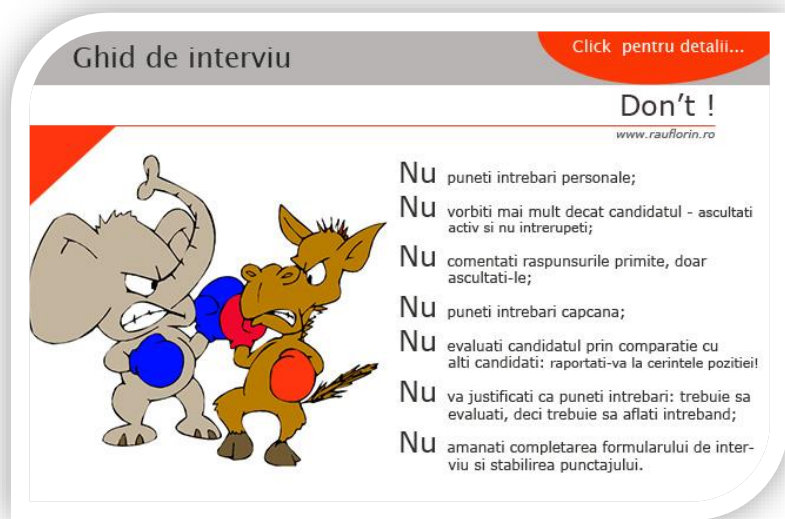 Ghid de interviu
Click pentru detalii...
Don't !
www.rauflorin.ro
Nu puneti intrebari personale;
Nu vorbiti mai mult decat candidatul - ascultati
activ si nu intrerupeti;
Nu comentati raspunsurile primite, doar
ascultati-le;
Nu puneti intrebari capcana;
Nu evaluati candidatul prin comparatie cu
alti candidati: raportati-va la cerintele pozitiei!
Nu va justificati ca puneti intrebari: trebuie sa
evaluati, deci trebuie sa aflati intreband;
Nu amanati completarea formularului de inter-
viu si stabilirea punctajului.